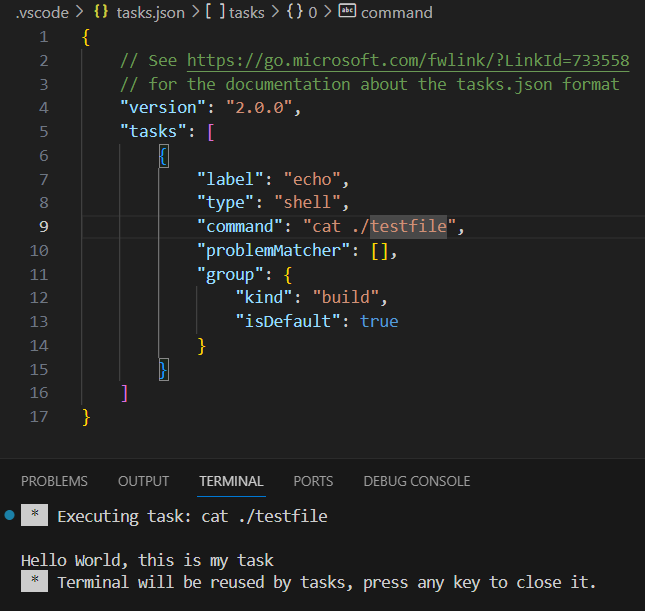 .vscode > {} tasks.json > [ ] tasks > {} 0 > abc command
1 {
2 // See https://go.microsoft.com/fwlink/?LinkId=733558
3 // for the documentation about the tasks.json format
4 "version": "2.0.0",
5 "tasks": [
6 {
7 "label": "echo",
8 "type": "shell",
9 "command": "cat ./testfile",
10 "problemMatcher": [],
11 "group": {
12 "kind": "build",
13 "isDefault": true
14 }
15 }
16 ]
17 }
PROBLEMS OUTPUT TERMINAL PORTS DEBUG CONSOLE
* Executing task: cat ./testfile
Hello World, this is my task
* Terminal will be reused by tasks, press any key to close it.